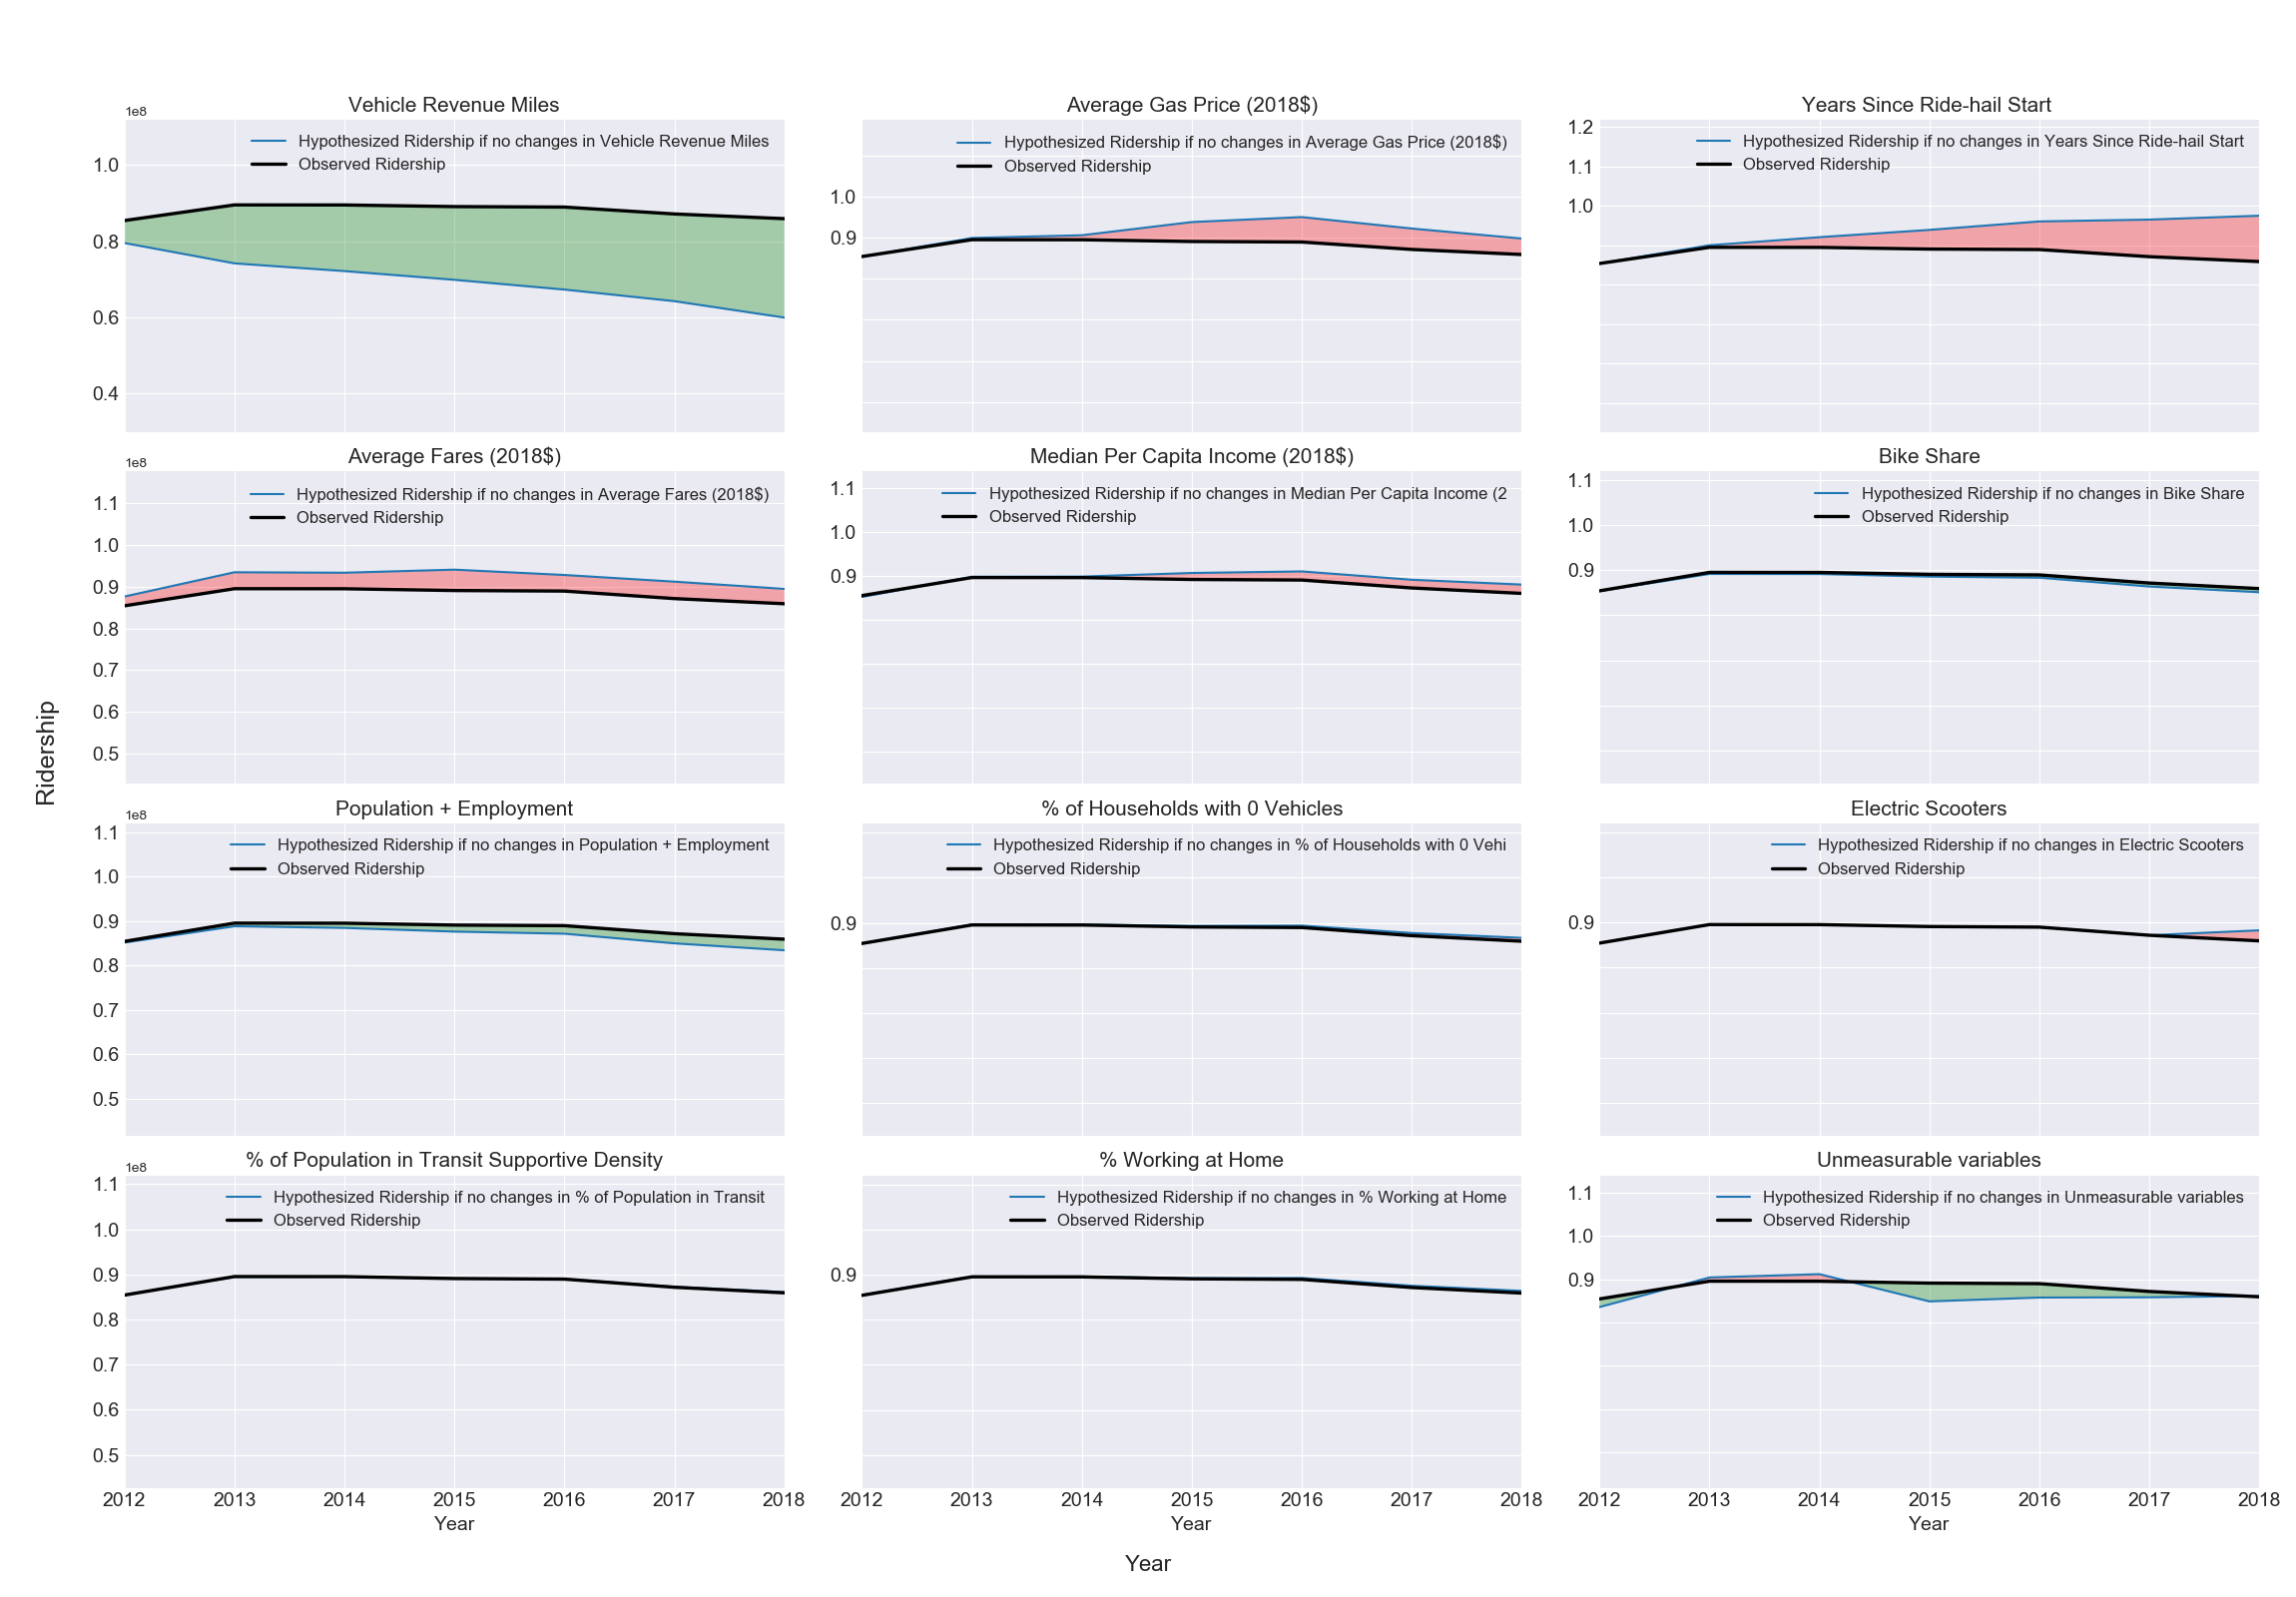 Vehicle Revenue Miles
1e8
Hypothesized Ridership if no changes in Vehicle Revenue Miles
Observed Ridership
1.0
0.8
0.6
0.4
Average Gas Price (2018$)
Hypothesized Ridership if no changes in Average Gas Price (2018$)
Observed Ridership
1.0
0.9
Years Since Ride-hail Start
Hypothesized Ridership if no changes in Years Since Ride-hail Start
Observed Ridership
1.2
1.1
1.0
Average Fares (2018$)
1e8
Hypothesized Ridership if no changes in Average Fares (2018$)
Observed Ridership
1.1
1.0
0.9
0.8
0.7
0.6
0.5
Median Per Capita Income (2018$)
Hypothesized Ridership if no changes in Median Per Capita Income (2
Observed Ridership
1.1
1.0
0.9
Bike Share
Hypothesized Ridership if no changes in Bike Share
Observed Ridership
1.1
1.0
0.9
Ridership
Population + Employment
1e8
Hypothesized Ridership if no changes in Population + Employment
Observed Ridership
1.1
1.0
0.9
0.8
0.7
0.6
0.5
% of Households with 0 Vehicles
Hypothesized Ridership if no changes in % of Households with 0 Vehi
Observed Ridership
0.9
Electric Scooters
Hypothesized Ridership if no changes in Electric Scooters
Observed Ridership
0.9
% of Population in Transit Supportive Density
1e8
Hypothesized Ridership if no changes in % of Population in Transit
Observed Ridership
1.1
1.0
0.9
0.8
0.7
0.6
0.5
2012 2013 2014 2015 2016 2017 2018
Year
% Working at Home
Hypothesized Ridership if no changes in % Working at Home
Observed Ridership
0.9
2012 2013 2014 2015 2016 2017 2018
Year
Unmeasurable variables
Hypothesized Ridership if no changes in Unmeasurable variables
Observed Ridership
1.1
1.0
0.9
2012 2013 2014 2015 2016 2017 2018
Year
Year